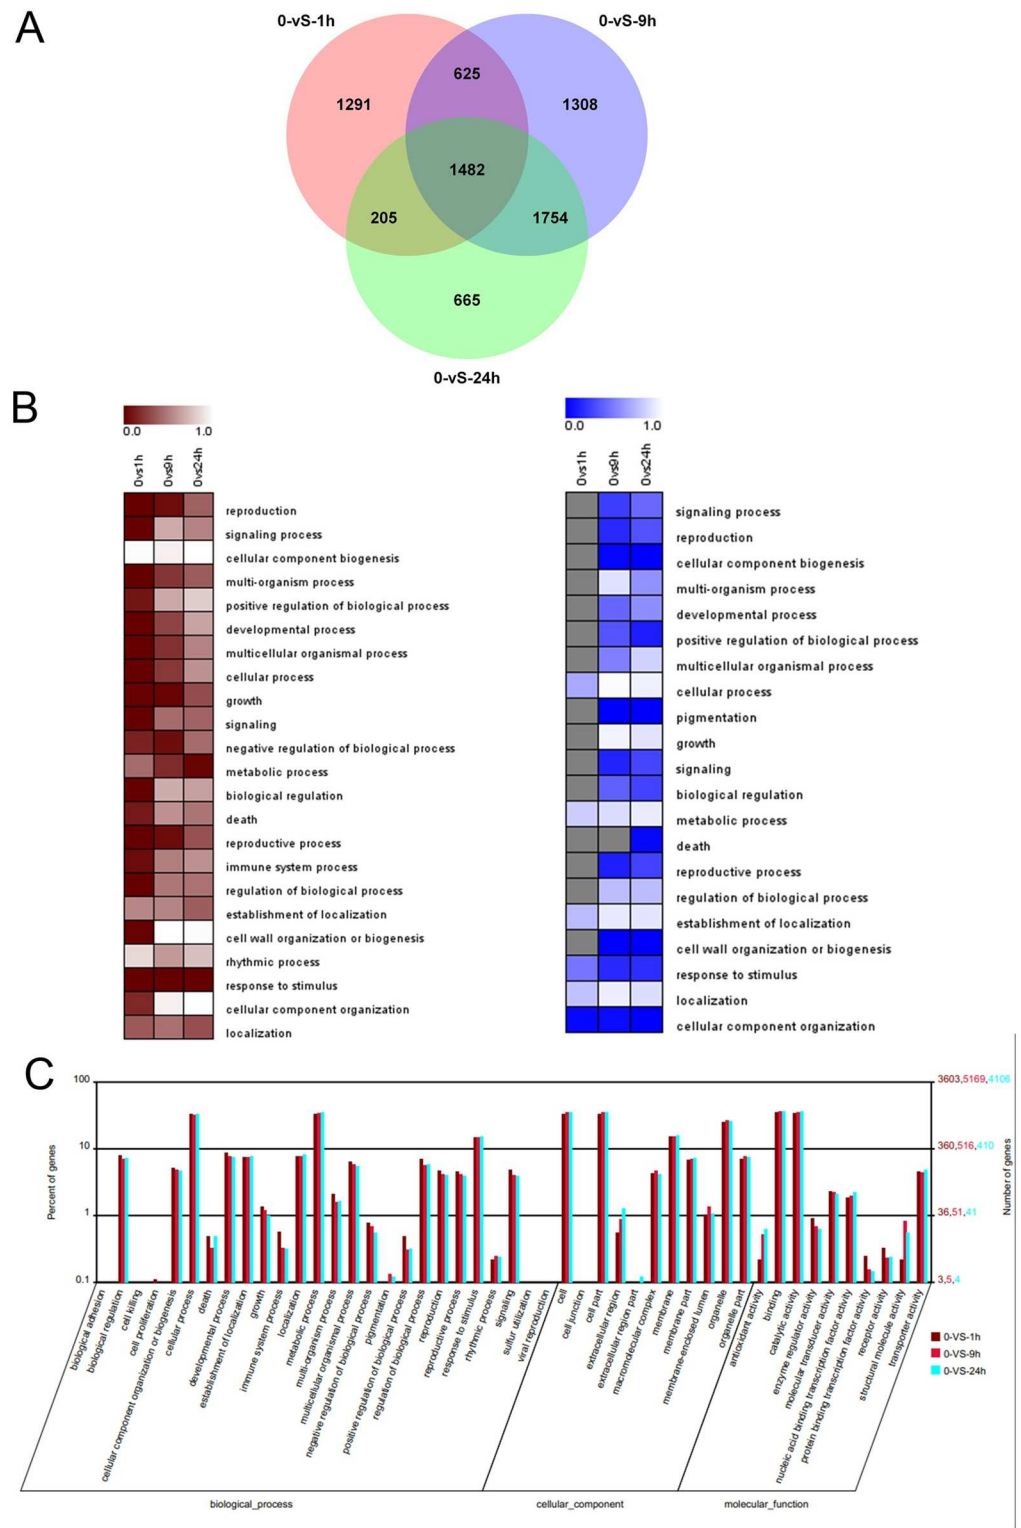 A
0-vS-1h
0-vS-9h
625
1291
1308
1482
205
1754
665
0-vS-24h
B
0.0 1.0
0vs1h
0vs9h
0vs24h
reproduction
signaling process
cellular component biogenesis
multi-organism process
positive regulation of biological process
developmental process
multicellular organismal process
cellular process
growth
signaling
negative regulation of biological process
metabolic process
biological regulation
death
reproductive process
immune system process
regulation of biological process
establishment of localization
cell wall organization or biogenesis
rhythmic process
response to stimulus
cellular component organization
localization
0.0 1.0
0vs1h
0vs9h
0vs24h
signaling process
reproduction
cellular component biogenesis
multi-organism process
developmental process
positive regulation of biological process
multicellular organismal process
cellular process
pigmentation
growth
signaling
biological regulation
metabolic process
death
reproductive process
regulation of biological process
establishment of localization
cell wall organization or biogenesis
response to stimulus
localization
cellular component organization
C
Percent of genes
100
10
1
0.1
3603,5169,4106
360,516,410
36,51,41
3,5,4
Number of genes
biological adhesion
biological regulation
cell killing
cell proliferation
cellular component organization or biogenesis
cellular process
death
developmental process
establishment of localization
growth
immune system process
localization
metabolic process
multi-organism process
multicellular organismal process
negative regulation of biological process
pigmentation
positive regulation of biological process
regulation of biological process
reproduction
reproductive process
response to stimulus
rhythmic process
signaling
sulfur utilization
viral reproduction
cell
cell junction
cell part
extracellular region
extracellular region part
macromolecular complex
membrane
membrane part
membrane-enclosed lumen
organelle
organelle part
antioxidant activity
binding
catalytic activity
enzyme regulator activity
molecular transducer activity
nucleic acid binding transcription factor activity
protein binding transcription factor activity
receptor activity
structural molecule activity
transporter activity
0-VS-1h
0-VS-9h
0-VS-24h
biological_process
cellular_component
molecular_function